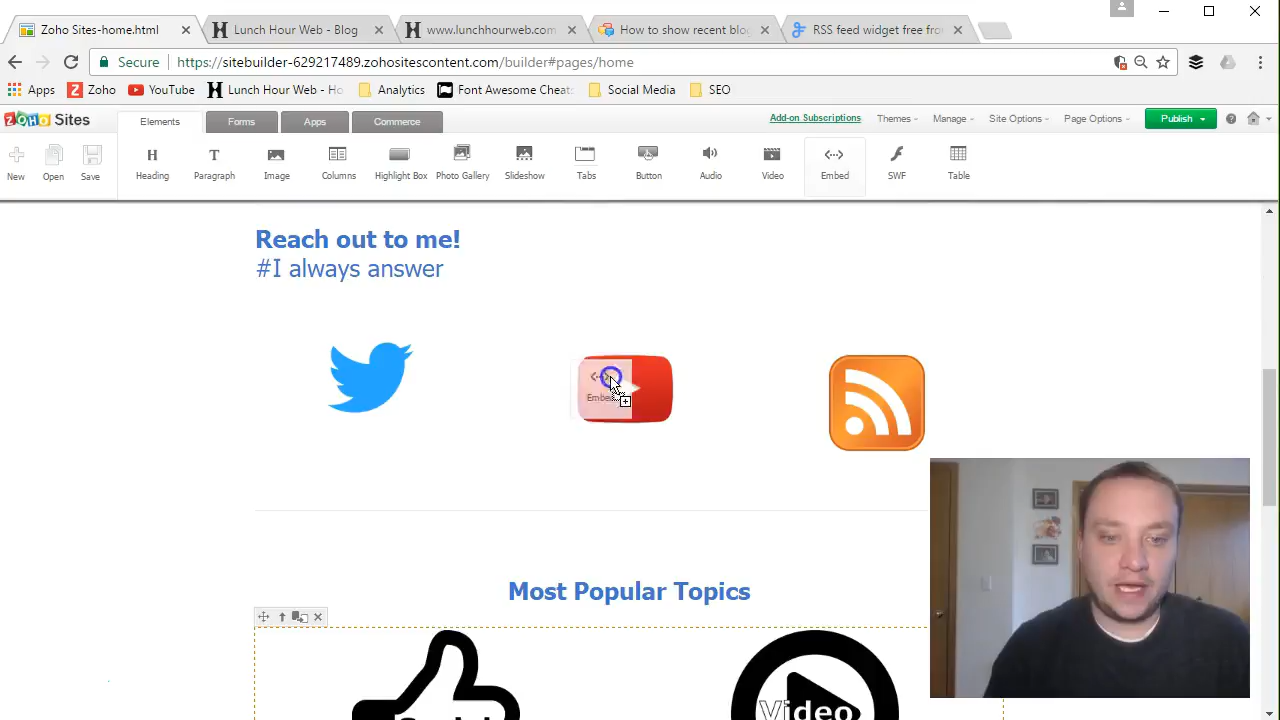 Zoho Sites-home.html
Lunch Hour Web - Blog
www.lunchhourweb.com
How to show recent blog
RSS feed widget free fro
Secure
https://sitebuilder-629217489.zohositescontent.com/builder#pages/home
Apps
Zoho
YouTube
Lunch Hour Web - Ho
Analytics
Font Awesome Cheat
Social Media
SEO
ZOHO Sites
Elements
Forms
Apps
Commerce
Add-on Subscriptions
Themes
Manage
Site Options
Page Options
Publish
New
Open
Save
H
Heading
T
Paragraph
Image
Columns
Highlight Box
Photo Gallery
Slideshow
Tabs
Button
Audio
Video
Embed
SWF
Table
Reach out to me!
#I always answer
Most Popular Topics
Video